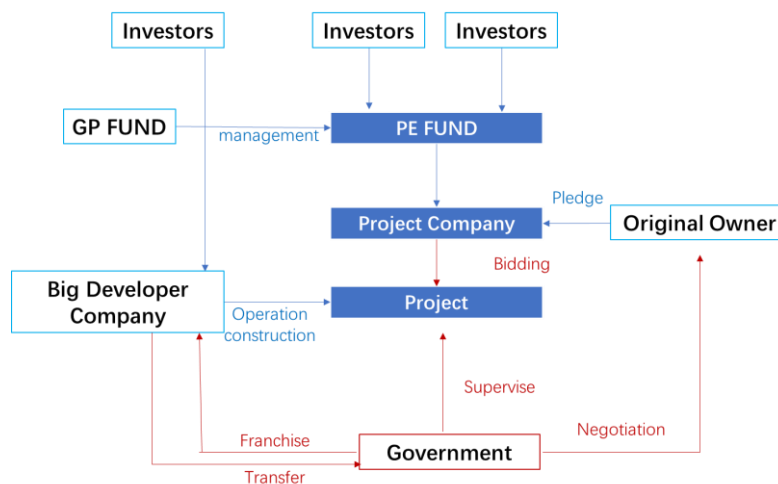 Investors
Investors
Investors
GP FUND
management
PE FUND
Pledge
Project Company
Original Owner
Bidding
Big Developer
Company
Operation
construction
Project
Supervise
Franchise
Government
Negotiation
Transfer